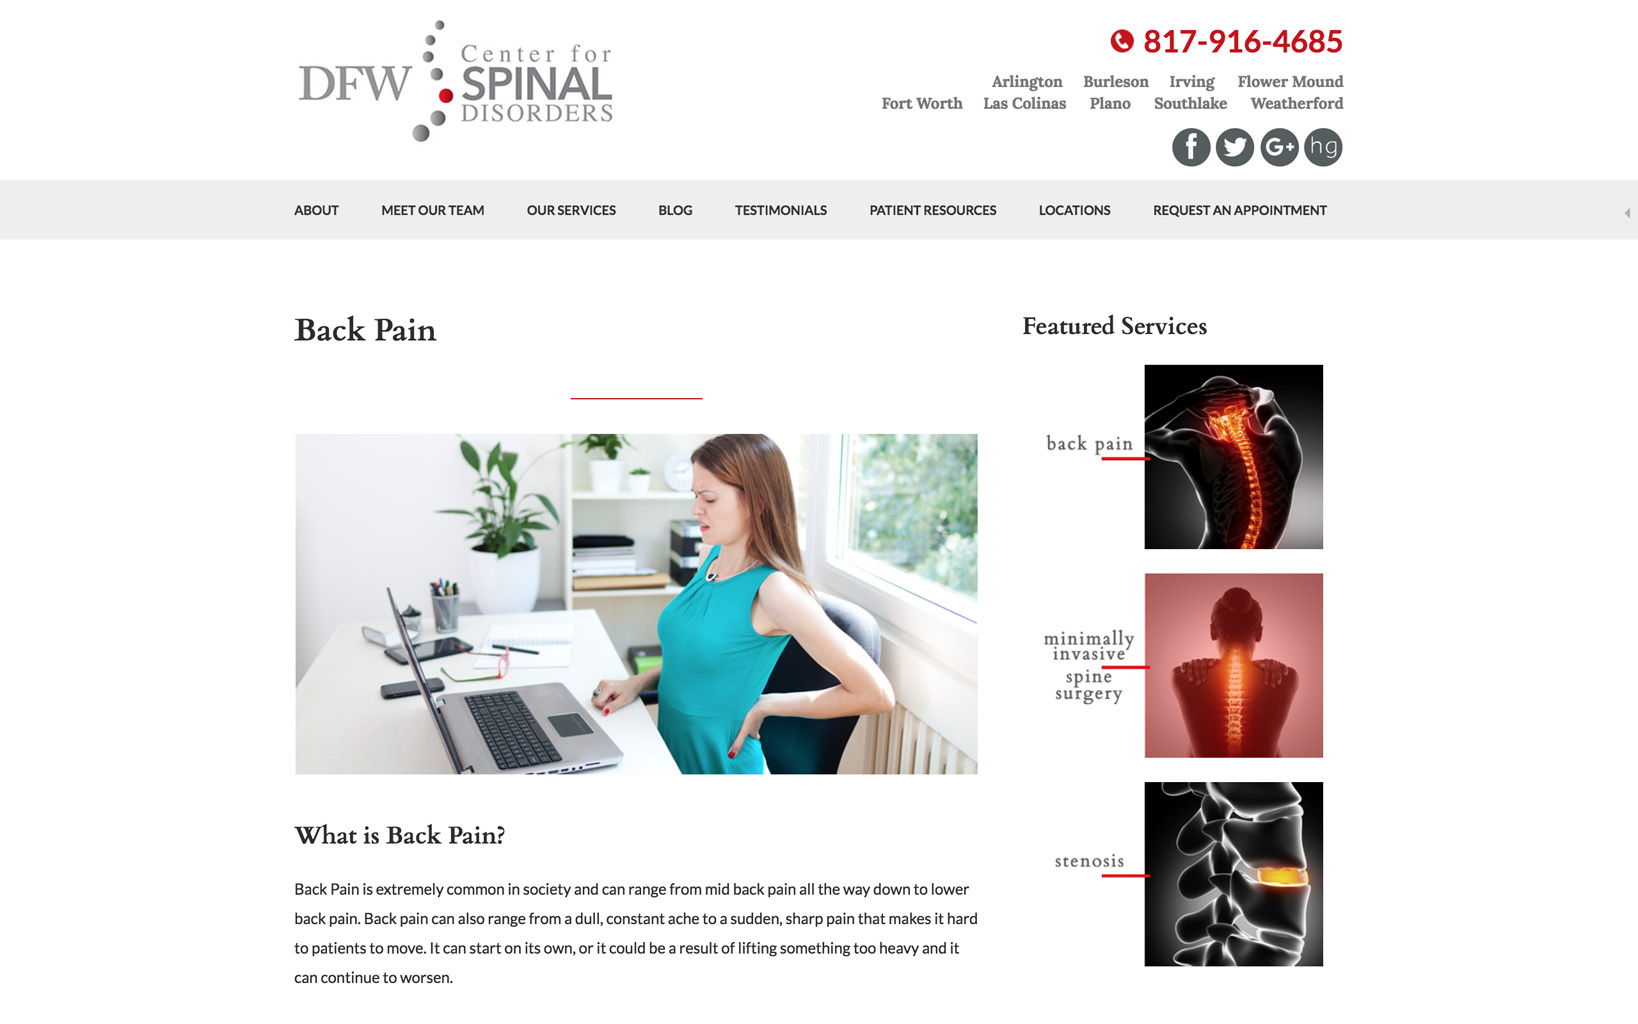 DFW
Center for
SPINAL
DISORDERS
817-916-4685
Arlington Burleson Irving Flower Mound
Fort Worth Las Colinas Plano Southlake Weatherford
f G+ hg
ABOUT MEET OUR TEAM OUR SERVICES BLOG TESTIMONIALS PATIENT RESOURCES LOCATIONS REQUEST AN APPOINTMENT
Back Pain
What is Back Pain?
Back Pain is extremely common in society and can range from mid back pain all the way down to lower
back pain. Back pain can also range from a dull, constant ache to a sudden, sharp pain that makes it hard
to patients to move. It can start on its own, or it could be a result of lifting something too heavy and it
can continue to worsen.
Featured Services
back pain
minimally
invasive
spine
surgery
stenosis